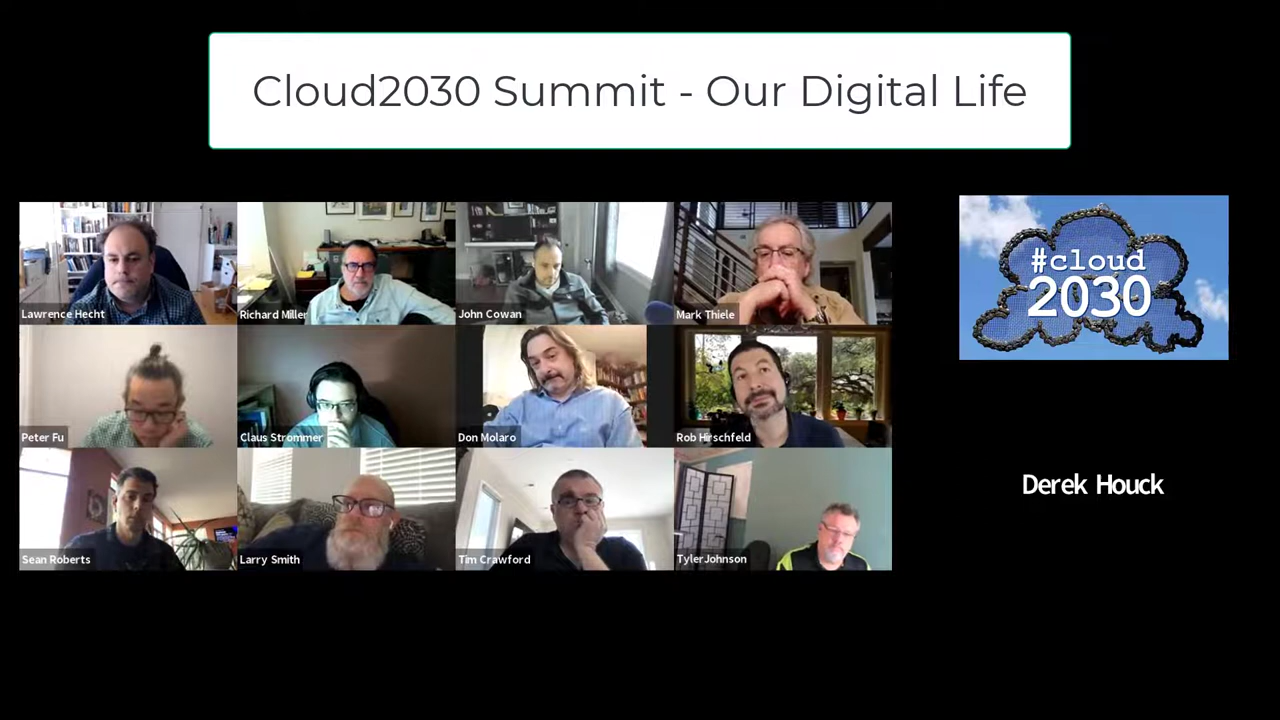 Cloud2030 Summit - Our Digital Life
#cloud
2030
Lawrence Hecht
Richard Miller
John Cowan
Mark Thiele
Peter Fu
Claus Strommer
Don Molaro
Rob Hirschfeld
Derek Houck
Sean Roberts
Larry Smith
Tim Crawford
TylerJohnson